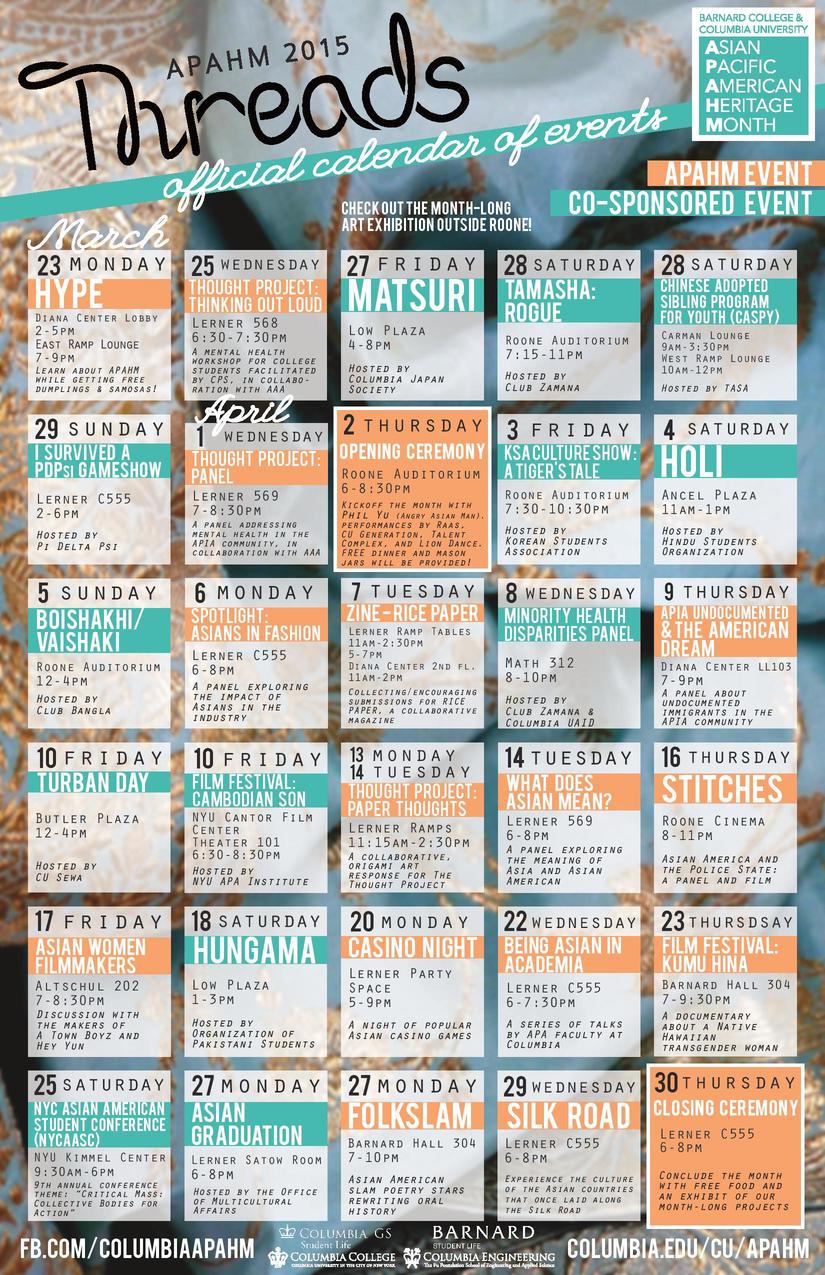 APAHM 2015
Threads
official calendar of events
BARNARD COLLEGE &
COLUMBIA UNIVERSITY
ASIAN
PACIFIC
AMERICAN
HERITAGE
MONTH
APAHM EVENT
CO-SPONSORED EVENT
CHECK OUT THE MONTH-LONG
ART EXHIBITION OUTSIDE ROONE!
March
23 MONDAY
HYPE
DIANA CENTER LOBBY
2-5PM
EAST RAMP LOUNGE
7-9PM
LEARN ABOUT APAHM
WHILE GETTING FREE
DUMPLINGS & SAMOSAS!
25 WEDNESDAY
THOUGHT PROJECT:
THINKING OUT LOUD
LERNER 568
6:30-7:30PM
A MENTAL HEALTH
WORKSHOP FOR COLLEGE
STUDENTS FACILITATED
BY CPS, IN COLLABO-
RATION WITH AAA
27 FRIDAY
MATSURI
LOW PLAZA
4-8PM
HOSTED BY
COLUMBIA JAPAN
SOCIETY
28 SATURDAY
TAMASHA:
ROGUE
ROONE AUDITORIUM
7:15-11PM
HOSTED BY
CLUB ZAMANA
28 SATURDAY
CHINESE ADOPTED
SIBLING PROGRAM
FOR YOUTH (CASPY)
CARMAN LOUNGE
9AM-3:30PM
WEST RAMP LOUNGE
10AM-12PM
HOSTED BY TASA
29 SUNDAY
I SURVIVED A
PDPSI GAMESHOW
LERNER C555
2-6PM
HOSTED BY
PI DELTA PSI
April
1 WEDNESDAY
THOUGHT PROJECT:
PANEL
LERNER 569
7-8:30PM
A PANEL ADDRESSING
MENTAL HEALTH IN THE
APIA COMMUNITY, IN
COLLABORATION WITH AAA
2 THURSDAY
OPENING CEREMONY
ROONE AUDITORIUM
6-8:30PM
KICKOFF THE MONTH WITH
PHIL YU (ANGRY ASIAN MAN),
PERFORMANCES BY RAAS,
CU GENERATION, TALENT
COMPLEX, AND LION DANCE.
FREE DINNER AND MASON
JARS WILL BE PROVIDED!
3 FRIDAY
KSA CULTURE SHOW:
A TIGER'S TALE
ROONE AUDITORIUM
7:30-10:30PM
HOSTED BY
KOREAN STUDENTS
ASSOCIATION
4 SATURDAY
HOLI
ANCEL PLAZA
11AM-1PM
HOSTED BY
HINDU STUDENTS
ORGANIZATION
5 SUNDAY
BOISHAKHI/
VAISHAKI
ROONE AUDITORIUM
12-4PM
HOSTED BY
CLUB BANGLA
6 MONDAY
SPOTLIGHT:
ASIANS IN FASHION
LERNER C555
6-8PM
A PANEL EXPLORING
THE IMPACT OF
ASIANS IN THE
INDUSTRY
7 TUESDAY
ZINE-RICE PAPER
LERNER RAMP TABLES
11AM-2:30PM
5-7PM
DIANA CENTER 2ND FL.
11AM-2PM
COLLECTING/ENCOURAGING
SUBMISSIONS FOR RICE
PAPER, A COLLABORATIVE
MAGAZINE
8 WEDNESDAY
MINORITY HEALTH
DISPARITIES PANEL
MATH 312
8-10PM
HOSTED BY
CLUB ZAMANA &
COLUMBIA UAID
9 THURSDAY
APIA UNDOCUMENTED
& THE AMERICAN
DREAM
DIANA CENTER LL103
7-9PM
A PANEL ABOUT
UNDOCUMENTED
IMMIGRANTS IN THE
APIA COMMUNITY
10 FRIDAY
TURBAN DAY
BUTLER PLAZA
12-4PM
HOSTED BY
CU SEWA
10 FRIDAY
FILM FESTIVAL:
CAMBODIAN SON
NYU CANTOR FILM
CENTER
THEATER 101
6:30-8:30PM
HOSTED BY
NYU APA INSTITUTE
13 MONDAY
14 TUESDAY
THOUGHT PROJECT:
PAPER THOUGHTS
LERNER RAMPS
11:15AM-2:30PM
A COLLABORATIVE,
ORIGAMI ART
RESPONSE FOR THE
THOUGHT PROJECT
14 TUESDAY
WHAT DOES
ASIAN MEAN?
LERNER 569
6-8PM
A PANEL EXPLORING
THE MEANING OF
ASIA AND ASIAN
AMERICAN
16 THURSDAY
STITCHES
ROONE CINEMA
8-11PM
ASIAN AMERICA AND
THE POLICE STATE:
A PANEL AND FILM
17 FRIDAY
ASIAN WOMEN
FILMMAKERS
ALTSCHUL 202
7-8:30PM
DISCUSSION WITH
THE MAKERS OF
A TOWN BOYZ AND
HEY YUN
18 SATURDAY
HUNGAMA
LOW PLAZA
1-3PM
HOSTED BY
ORGANIZATION OF
PAKISTANI STUDENTS
20 MONDAY
CASINO NIGHT
LERNER PARTY
SPACE
5-9PM
A NIGHT OF POPULAR
ASIAN CASINO GAMES
22 WEDNESDAY
BEING ASIAN IN
ACADEMIA
LERNER C555
6-7:30PM
A SERIES OF TALKS
BY APA FACULTY AT
COLUMBIA
23 THURSDSAY
FILM FESTIVAL:
KUMU HINA
BARNARD HALL 304
7-9:30PM
A DOCUMENTARY
ABOUT A NATIVE
HAWAIIAN
TRANSGENDER WOMAN
25 SATURDAY
NYC ASIAN AMERICAN
STUDENT CONFERENCE
(NYCAASC)
NYU KIMMEL CENTER
9:30AM-6PM
9TH ANNUAL CONFERENCE
THEME: "CRITICAL MASS:
COLLECTIVE BODIES FOR
ACTION"
27 MONDAY
ASIAN
GRADUATION
LERNER SATOW ROOM
6-8PM
HOSTED BY THE OFFICE
OF MULTICULTURAL
AFFAIRS
27 MONDAY
FOLKSLAM
BARNARD HALL 304
7-10PM
ASIAN AMERICAN
SLAM POETRY STARS
REWRITING ORAL
HISTORY
29 WEDNESDAY
SILK ROAD
LERNER C555
6-8PM
EXPERIENCE THE CULTURE
OF THE ASIAN COUNTRIES
THAT ONCE LAID ALONG
THE SILK ROAD
30 THURSDAY
CLOSING CEREMONY
LERNER C555
6-8PM
CONCLUDE THE MONTH
WITH FREE FOOD AND
AN EXHIBIT OF OUR
MONTH-LONG PROJECTS
FB.COM/COLUMBIAAPAHM
COLUMBIA GS
Student Life
COLUMBIA COLLEGE
COLUMBIA UNIVERSITY IN THE CITY OF NEW YORK
BARNARD
STUDENT LIFE
COLUMBIA ENGINEERING
The Fu Foundation School of Engineering and Applied Science
COLUMBIA.EDU/CU/APAHM